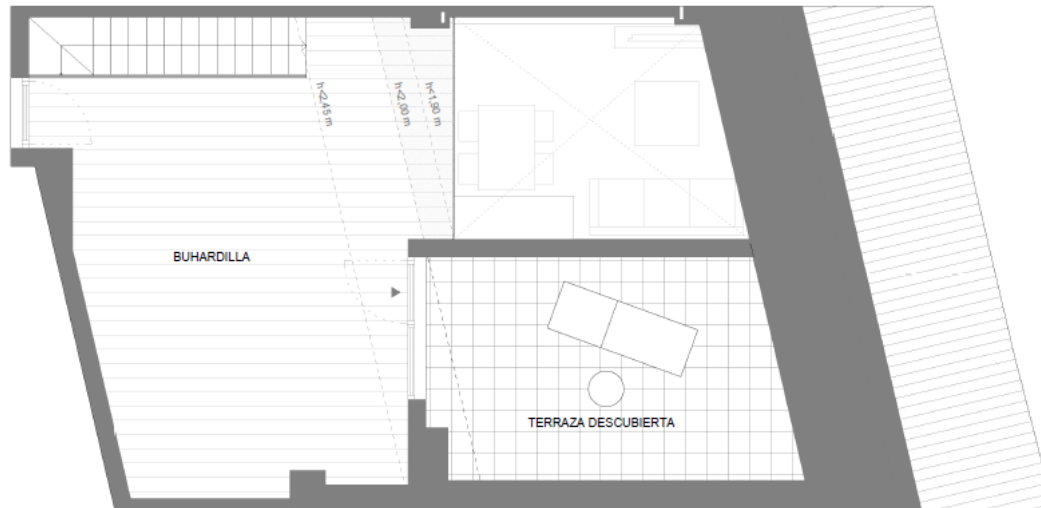 h<2,45 m
h<2,00 m
h<1,90 m
BUHARDILLA
TERRAZA DESCUBIERTA